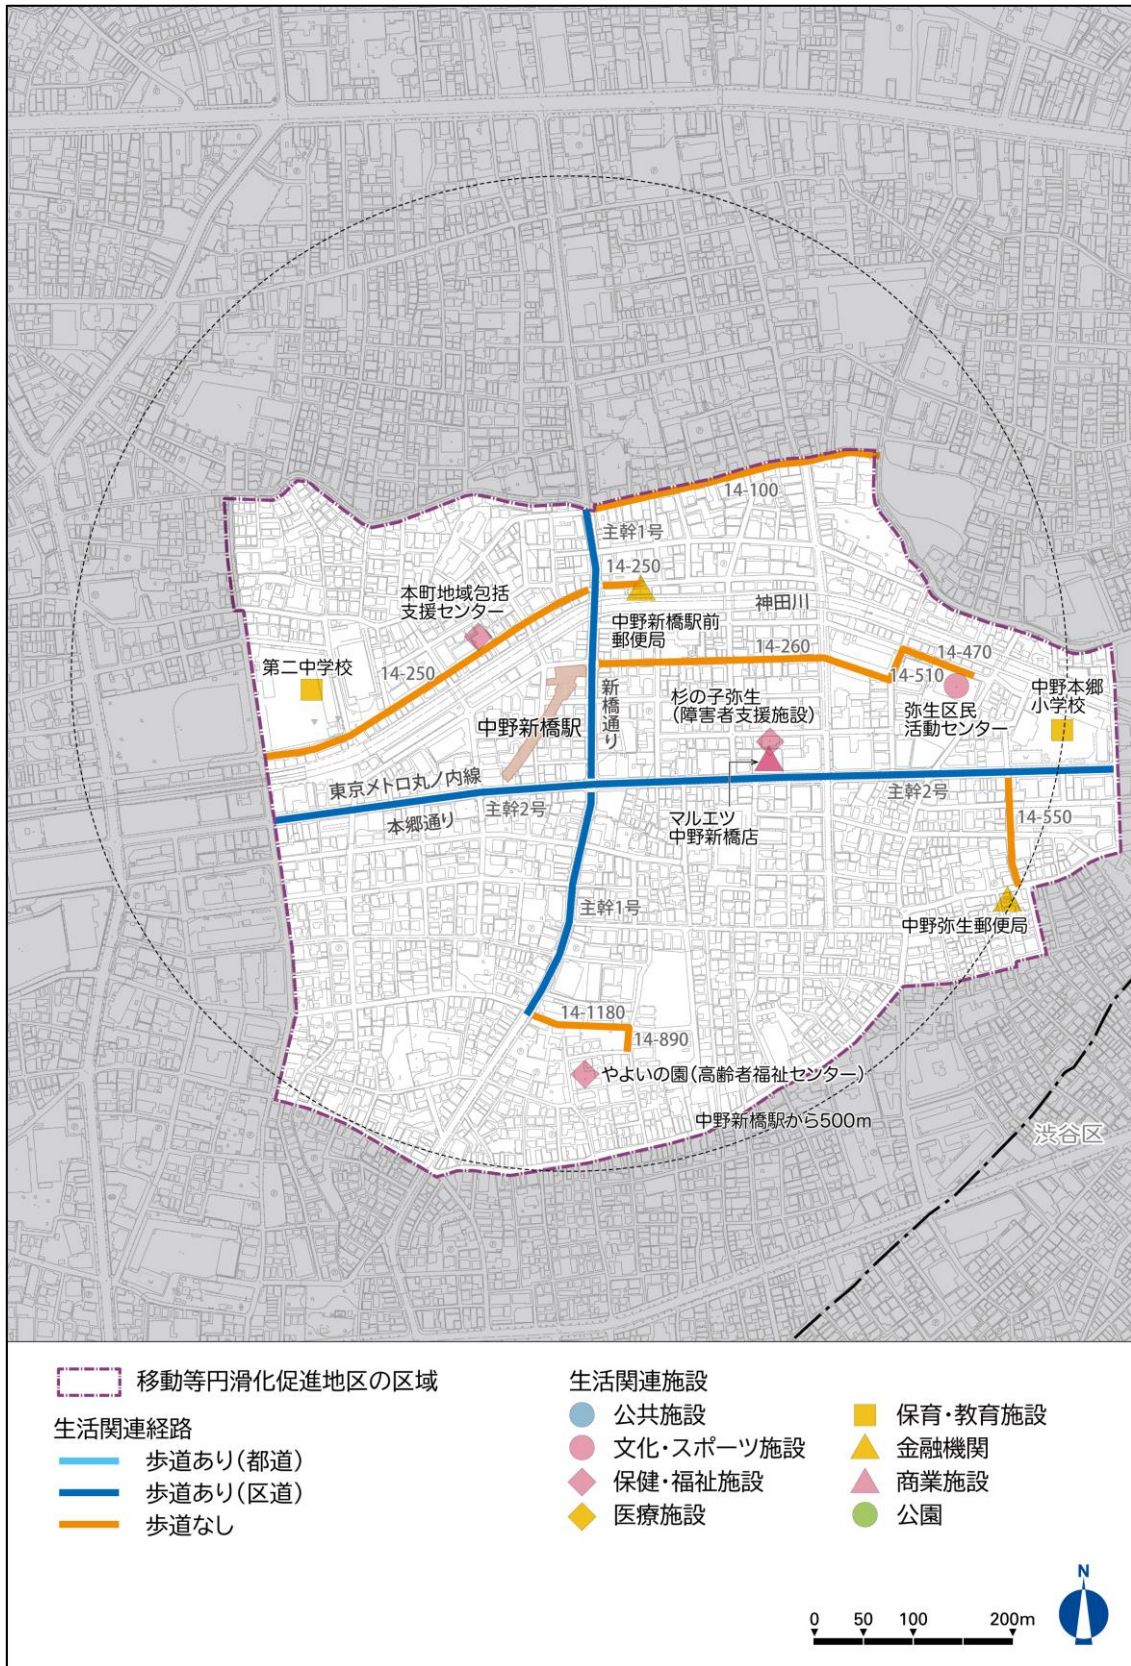 14-100
主幹1号
14-250
本町地域包括
支援センター
神田川
中野新橋駅前
郵便局
14-260
14-470
第二中学校
14-250
14-510
新橋通り
杉の子弥生
(障害者支援施設)
弥生区民
活動センター
中野本郷
小学校
中野新橋駅
東京メトロ丸ノ内線
主幹2号
主幹2号
本郷通り
マルエツ
中野新橋店
14-550
主幹1号
中野弥生郵便局
14-1180
14-890
やよいの園(高齢者福祉センター)
中野新橋駅から500m
渋谷区
移動等円滑化促進地区の区域
生活関連経路
歩道あり(都道)
歩道あり(区道)
歩道なし
生活関連施設
公共施設
文化・スポーツ施設
保健・福祉施設
医療施設
保育・教育施設
金融機関
商業施設
公園
N
0 50 100 200m